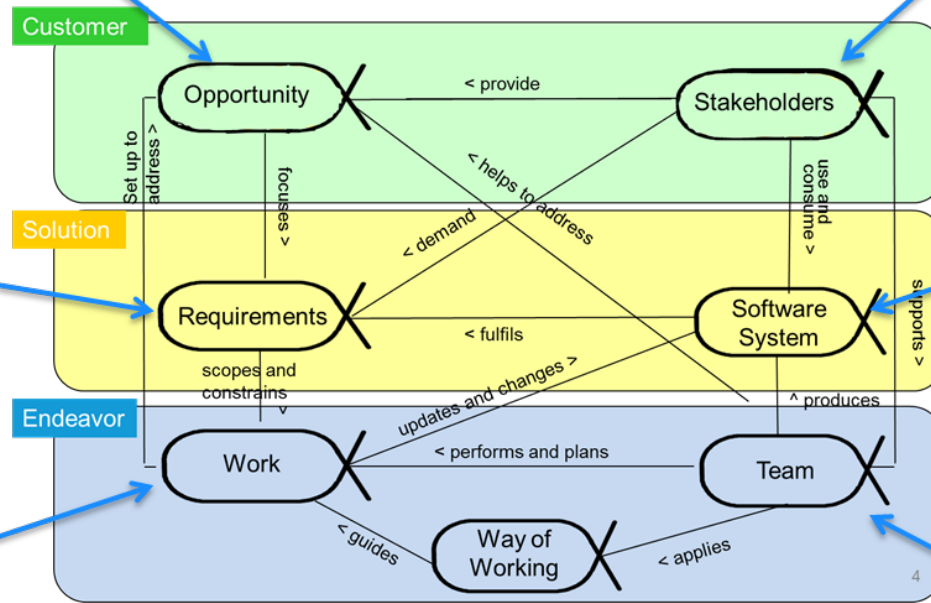 Customer
Opportunity
< provide
Stakeholders
Set up to
address >
focuses >
< helps to address
use and
consume >
< demand
Solution
Requirements
< fulfils
Software
System
supports >
scopes and
constrains
<
updates and changes >
^ produces
Endeavor
Work
< performs and plans
Team
< guides
Way of
Working
< applies
4